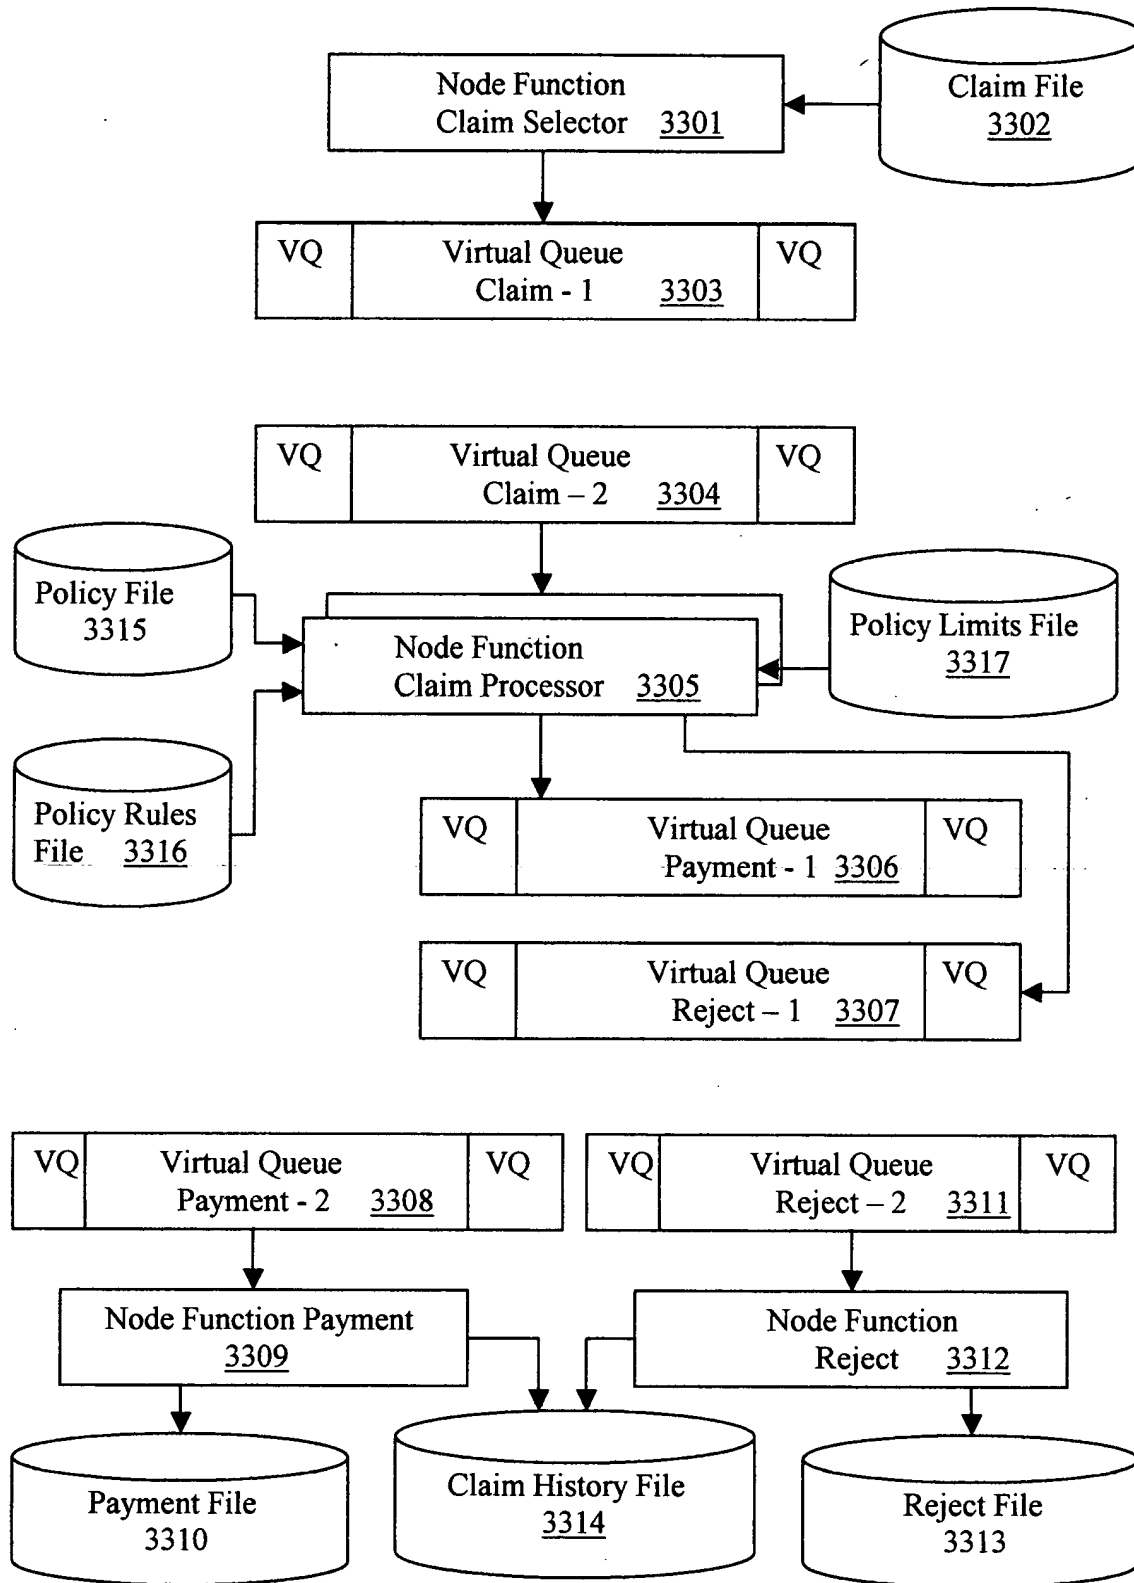 Node Function
Claim Selector 3301
Claim File
3302
VQ
Virtual Queue
Claim - 1 3303
VQ
VQ
Virtual Queue
Claim – 2 3304
VQ
Policy File
3315
Node Function
Claim Processor 3305
Policy Limits File
3317
Policy Rules
File 3316
VQ
Virtual Queue
Payment - 1 3306
VQ
VQ
Virtual Queue
Reject – 1 3307
VQ
VQ
Virtual Queue
Payment - 2 3308
VQ
VQ
Virtual Queue
Reject – 2 3311
VQ
Node Function Payment
3309
Node Function
Reject 3312
Payment File
3310
Claim History File
3314
Reject File
3313